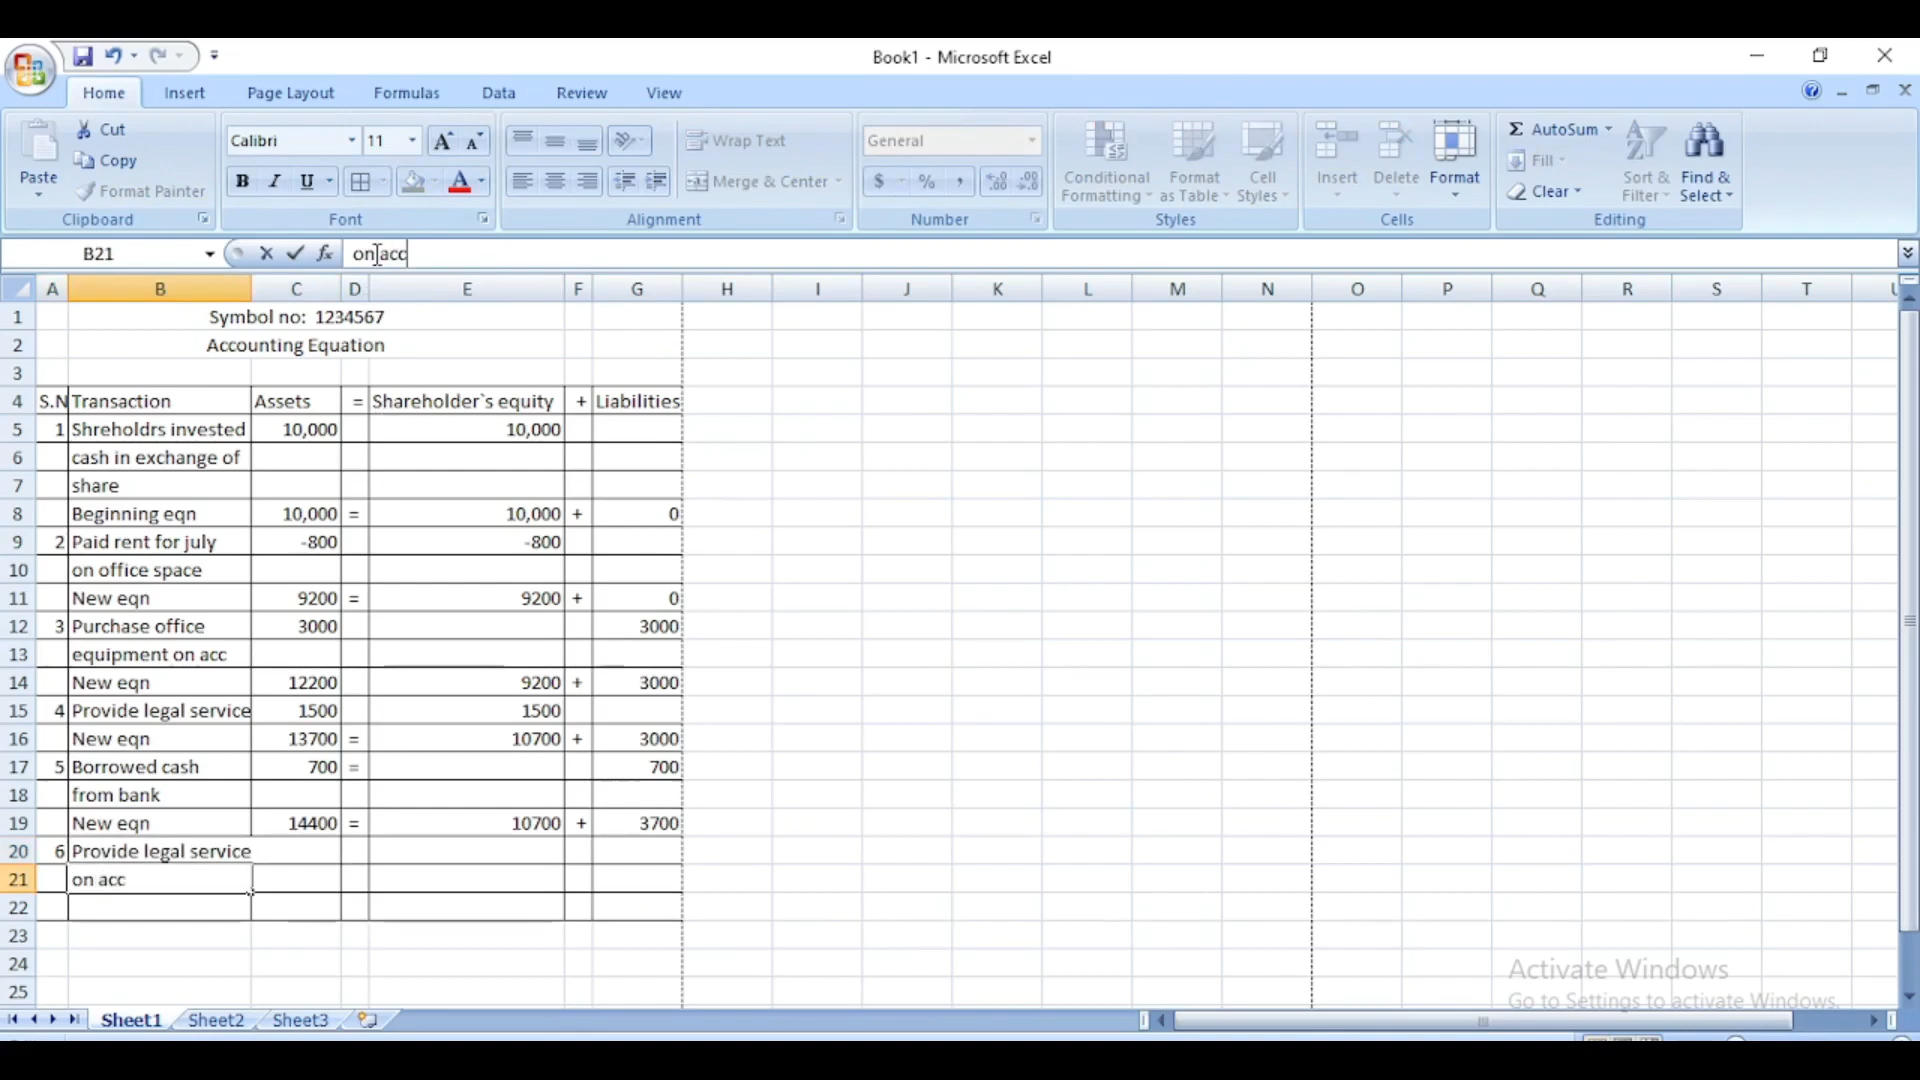 Book1 - Microsoft Excel
Home Insert Page Layout Formulas Data Review View
Cut
Copy
Format Painter
Paste
Clipboard
Calibri 11
B I U
Font
Wrap Text
Merge & Center
Alignment
General
$ % ,
Number
Conditional Formatting
Format as Table
Cell Styles
Styles
Insert Delete Format
Cells
Σ AutoSum
Fill
Clear
Sort & Filter
Find & Select
Editing
B21 fx on acc
A B C D E F G H I J K L M N O P Q R S T
1 Symbol no: 1234567
2 Accounting Equation
3
4 S.N Transaction Assets = Shareholder`s equity + Liabilities
5 1 Shreholdrs invested 10,000 10,000
6 cash in exchange of
7 share
8 Beginning eqn 10,000 = 10,000 + 0
9 2 Paid rent for july -800 -800
10 on office space
11 New eqn 9200 = 9200 + 0
12 3 Purchase office 3000 3000
13 equipment on acc
14 New eqn 12200 9200 + 3000
15 4 Provide legal service 1500 1500
16 New eqn 13700 = 10700 + 3000
17 5 Borrowed cash 700 = 700
18 from bank
19 New eqn 14400 = 10700 + 3700
20 6 Provide legal service
21 on acc
22
23
24
25
Activate Windows
Go to Settings to activate Windows.
Sheet1 Sheet2 Sheet3